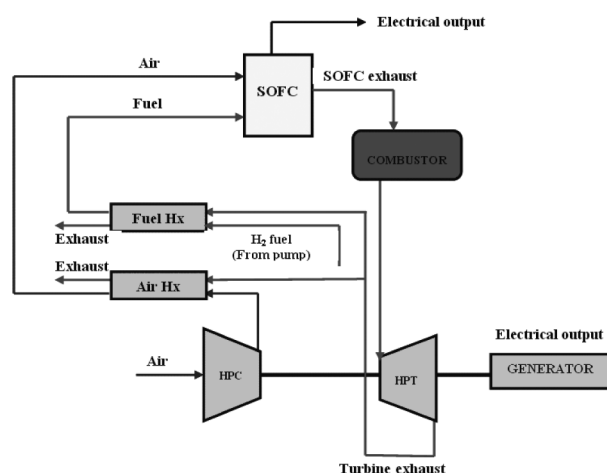 Electrical output
Air
SOFC exhaust
SOFC
Fuel
COMBUSTOR
Fuel Hx
Exhaust
H₂ fuel
(From pump)
Exhaust
Air Hx
Electrical output
Air
HPC
HPT
GENERATOR
Turbine exhaust